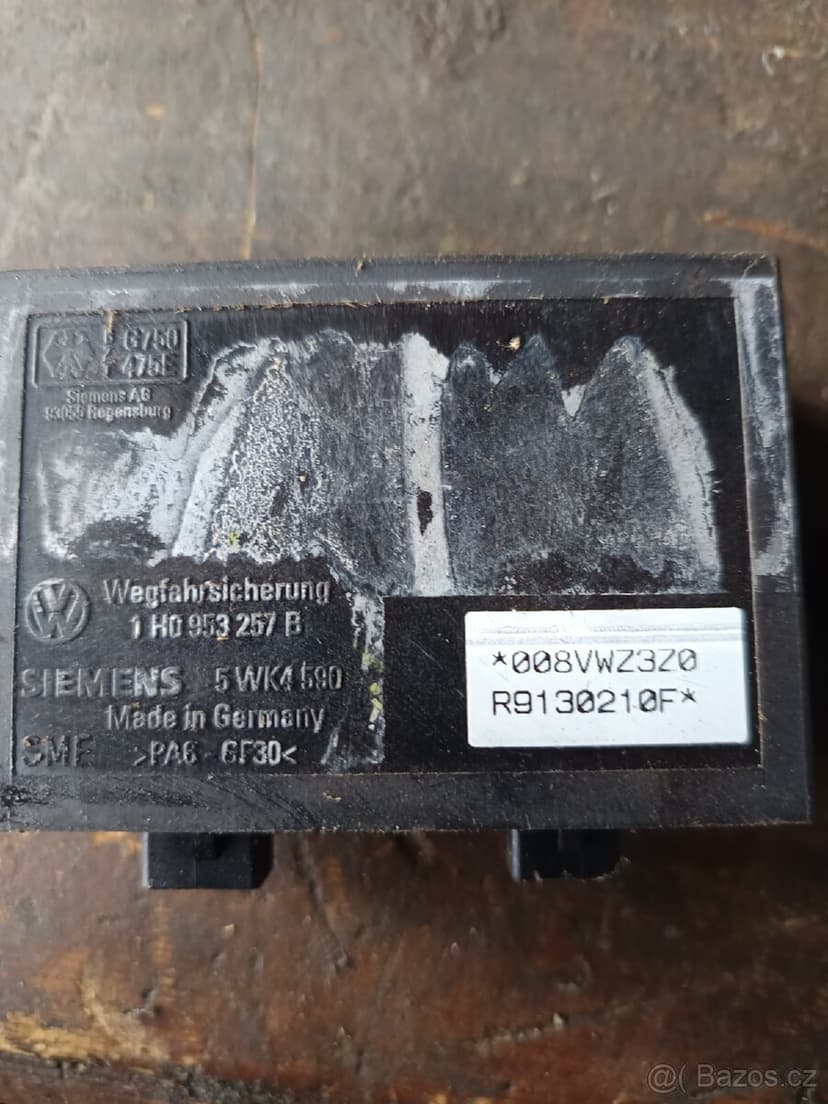 G750
475E
Siemens AG
93055 Regensburg
Wegfahrsicherung
1 H0 953 257 B
SIEMENS 5 WK4 590
Made in Germany
SME >PA6 - GF30<
*008VWZ3Z0
R9130210F*
@( Bazos.cz